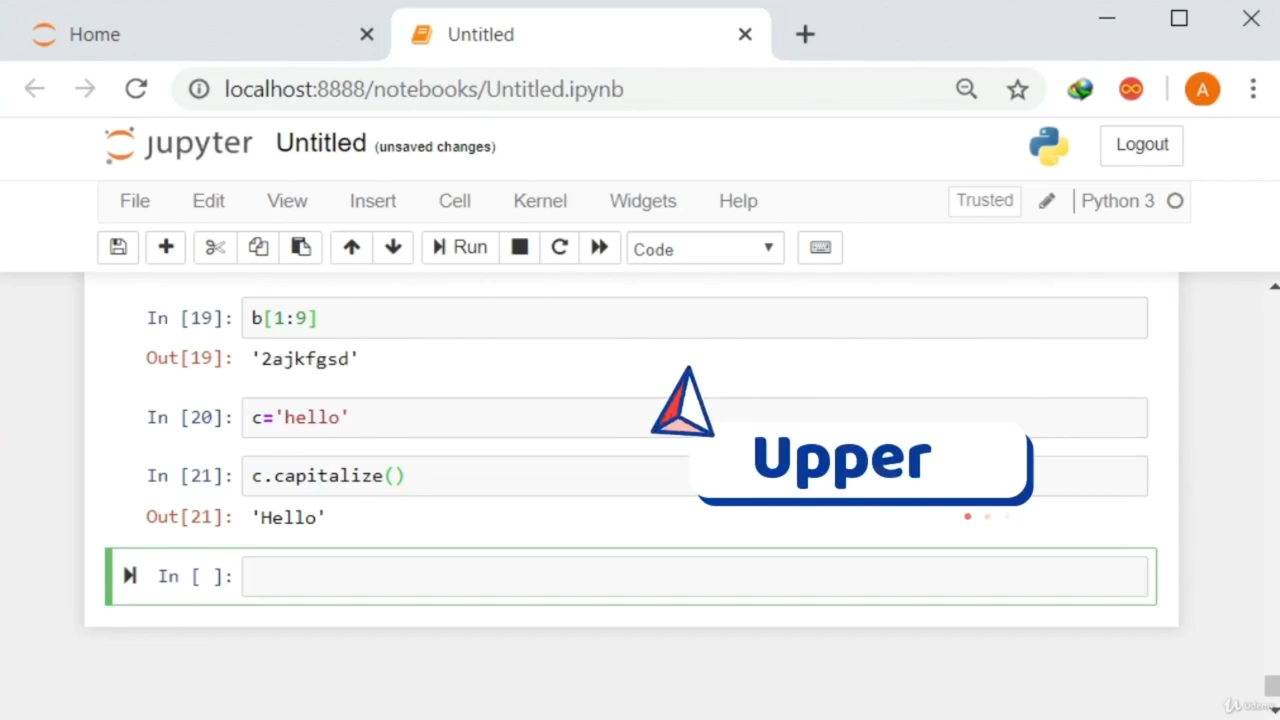 Home
Untitled
localhost:8888/notebooks/Untitled.ipynb
A
jupyter Untitled (unsaved changes)
Logout
File Edit View Insert Cell Kernel Widgets Help Trusted Python 3
Run Code
In [19]: b[1:9]
Out[19]: '2ajkfgsd'
In [20]: c='hello'
Upper
In [21]: c.capitalize()
Out[21]: 'Hello'
In [ ]:
Udemy